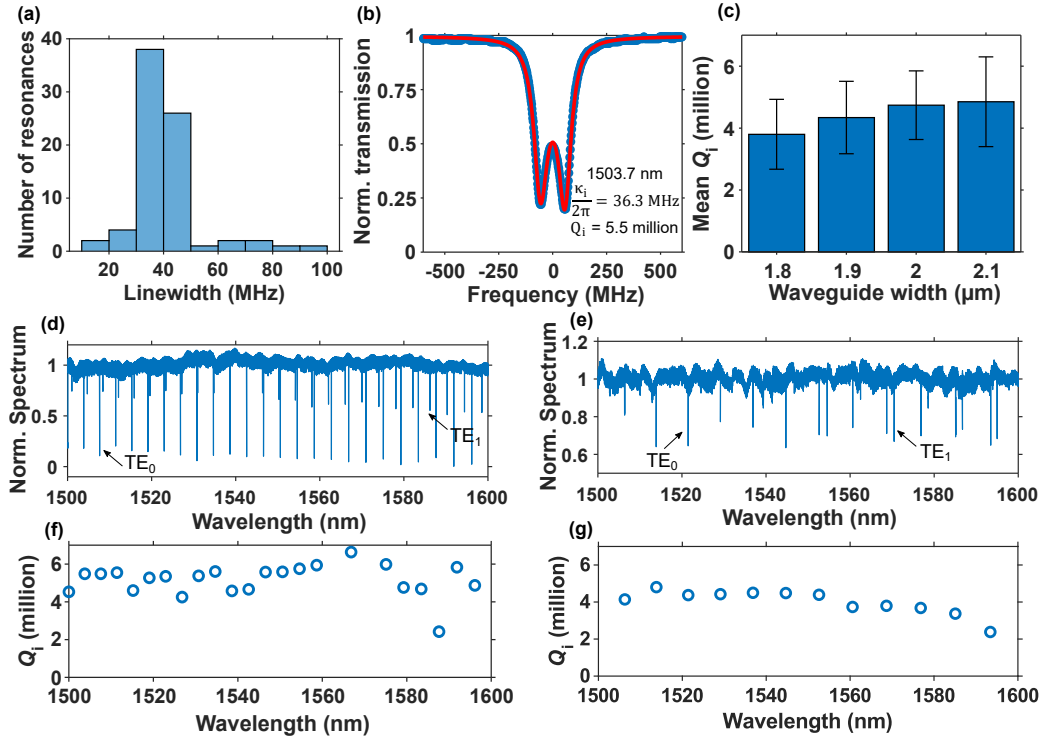 (a)
Number of resonances
40
30
20
10
0
20 40 60 80 100
Linewidth (MHz)
(b)
Norm. transmission
1
0.75
0.5
0.25
0
1503.7 nm
κi/2π = 36.3 MHz
Qi = 5.5 million
-500 -250 0 250 500
Frequency (MHz)
(c)
Mean Qi (million)
6
4
2
0
1.8 1.9 2 2.1
Waveguide width (µm)
(d)
Norm. Spectrum
1
0.5
0
TE0
TE1
1500 1520 1540 1560 1580 1600
Wavelength (nm)
(e)
Norm. Spectrum
1.2
1.0
0.8
0.6
TE0
TE1
1500 1520 1540 1560 1580 1600
Wavelength (nm)
(f)
Qi (million)
6
4
2
0
1500 1520 1540 1560 1580 1600
Wavelength (nm)
(g)
Qi (million)
6
4
2
0
1500 1520 1540 1560 1580 1600
Wavelength (nm)